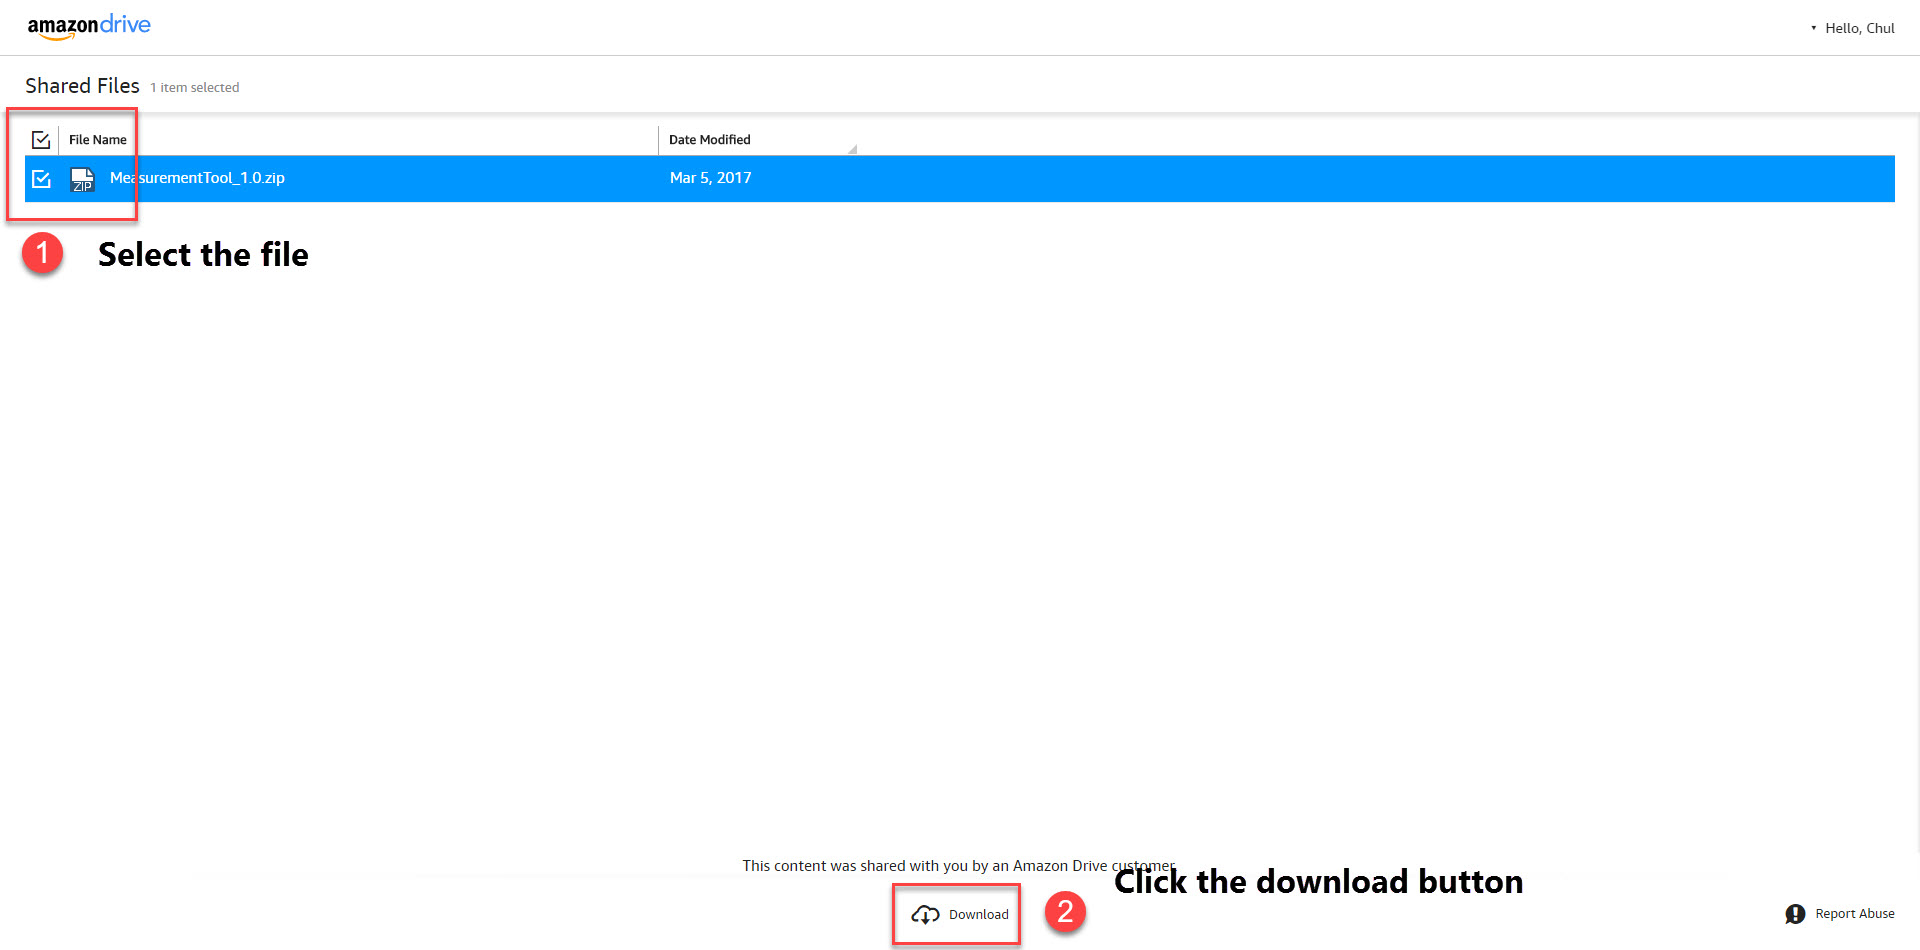 amazondrive
Hello, Chul
Shared Files 1 item selected
File Name Date Modified
ZIP MeasurementTool_1.0.zip Mar 5, 2017
1 Select the file
This content was shared with you by an Amazon Drive customer.
Click the download button
Download 2
Report Abuse